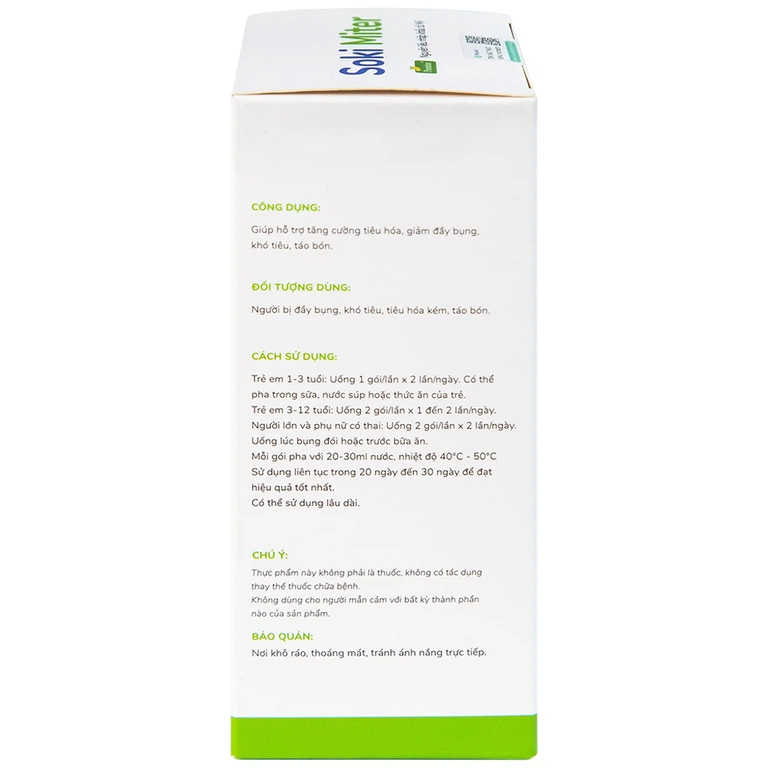 Soki Miter
CÔNG DỤNG:
Giúp hỗ trợ tăng cường tiêu hóa, giảm đầy bụng,
khó tiêu, táo bón.
ĐỐI TƯỢNG DÙNG:
Người bị đầy bụng, khó tiêu, tiêu hóa kém, táo bón.
CÁCH SỬ DỤNG:
Trẻ em 1-3 tuổi: Uống 1 gói/lần x 2 lần/ngày. Có thể
pha trong sữa, nước súp hoặc thức ăn của trẻ.
Trẻ em 3-12 tuổi: Uống 2 gói/lần x 1 đến 2 lần/ngày.
Người lớn và phụ nữ có thai: Uống 2 gói/lần x 2 lần/ngày.
Uống lúc bụng đói hoặc trước bữa ăn.
Mỗi gói pha với 20-30ml nước, nhiệt độ 40°C - 50°C
Sử dụng liên tục trong 20 ngày đến 30 ngày để đạt
hiệu quả tốt nhất.
Có thể sử dụng lâu dài.
CHÚ Ý:
Thực phẩm này không phải là thuốc, không có tác dụng
thay thế thuốc chữa bệnh.
Không dùng cho người mẫn cảm với bất kỳ thành phần
nào của sản phẩm.
BẢO QUẢN:
Nơi khô ráo, thoáng mát, tránh ánh nắng trực tiếp.